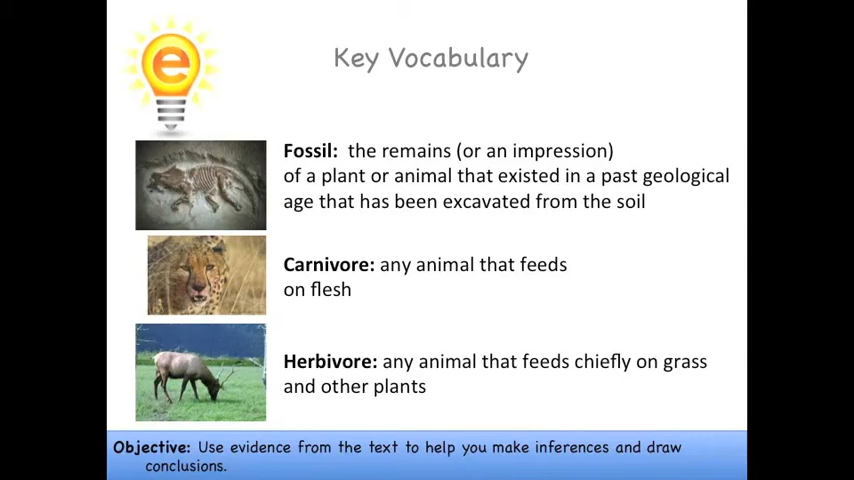 e
Key Vocabulary
Fossil: the remains (or an impression)
of a plant or animal that existed in a past geological
age that has been excavated from the soil
Carnivore: any animal that feeds
on flesh
Herbivore: any animal that feeds chiefly on grass
and other plants
Objective: Use evidence from the text to help you make inferences and draw
conclusions.